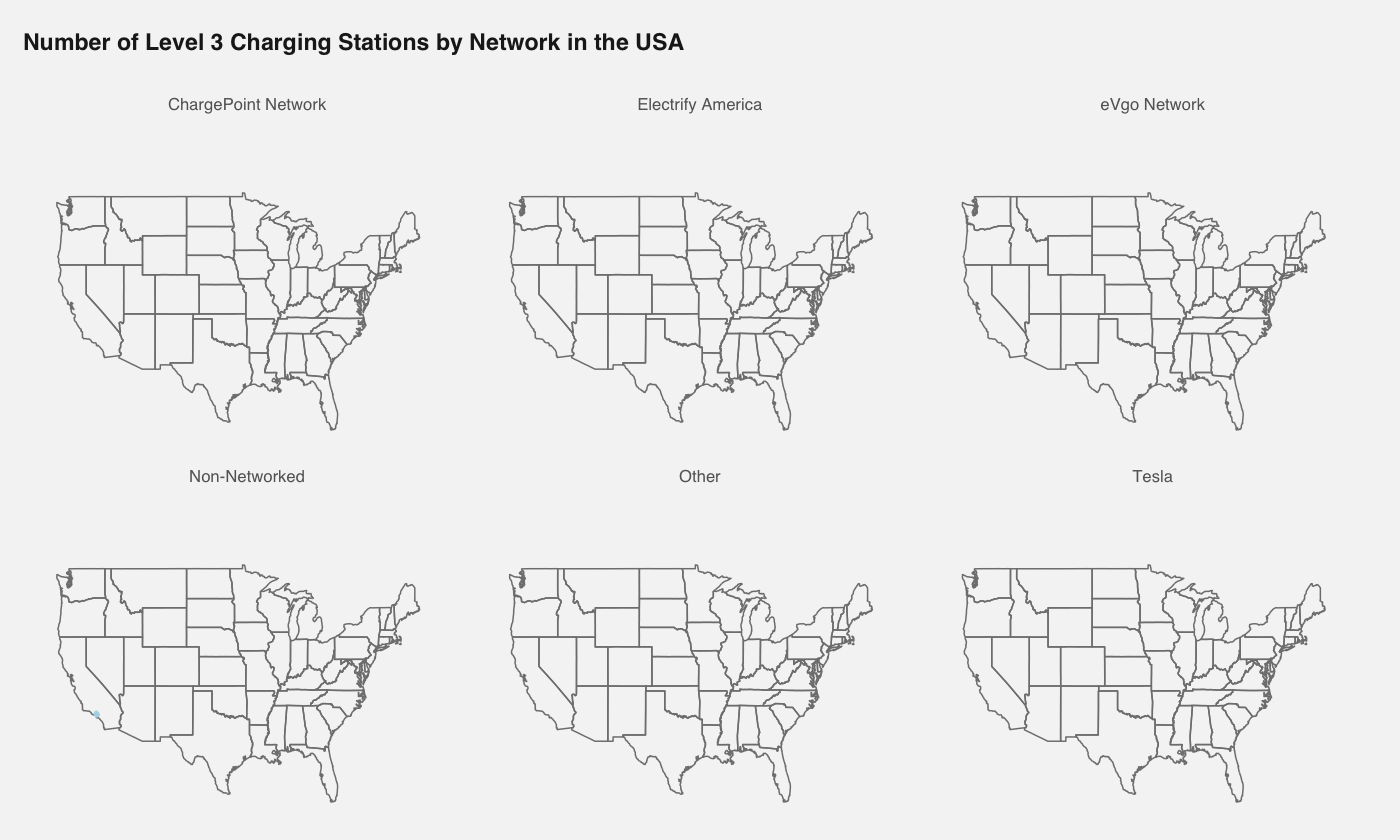 Number of Level 3 Charging Stations by Network in the USA
ChargePoint Network
Electrify America
eVgo Network
Non-Networked
Other
Tesla